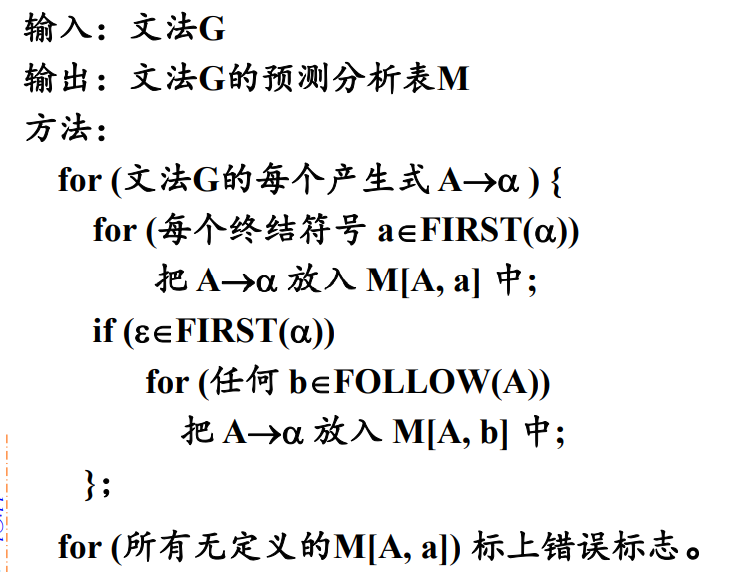 输入：文法G
输出：文法G的预测分析表M
方法：
for (文法G的每个产生式 A→α ) {
for (每个终结符号 a∈FIRST(α))
把 A→α 放入 M[A, a] 中；
if (ε∈FIRST(α))
for (任何 b∈FOLLOW(A))
把 A→α 放入 M[A, b] 中；
};
for (所有无定义的M[A, a]) 标上错误标志。